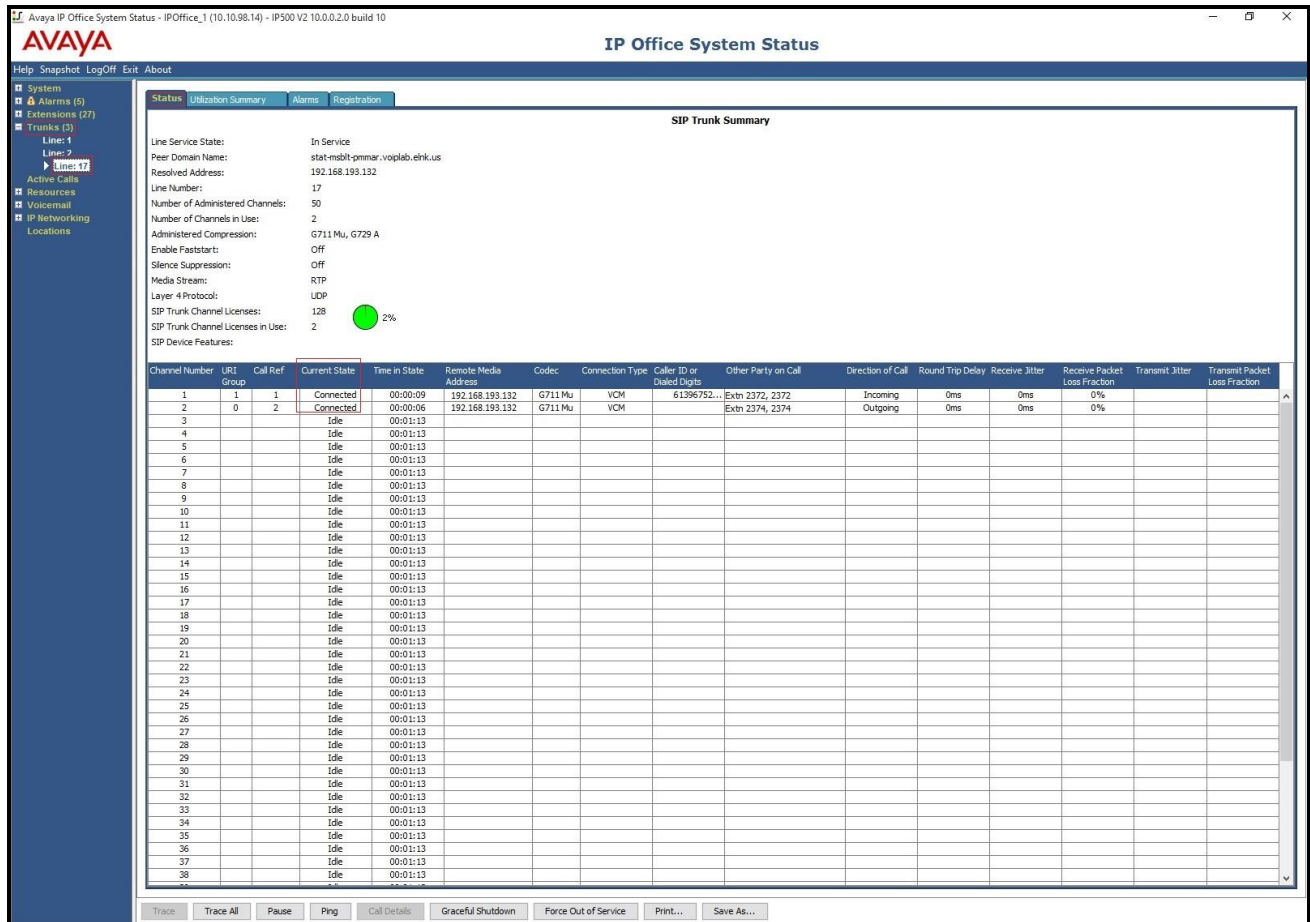 Avaya IP Office System Status - IPOffice_1 (10.10.98.14) - IP500 V2 10.0.0.2.0 build 10
AVAYA
IP Office System Status
Help Snapshot LogOff Exit About
System
Alarms (5)
Extensions (27)
Trunks (3)
Line: 1
Line: 2
Line: 17
Active Calls
Resources
Voicemail
IP Networking
Locations
Status Utilization Summary Alarms Registration
SIP Trunk Summary
Line Service State: In Service
Peer Domain Name: stat-msblt-pmmar.voiplab.elnk.us
Resolved Address: 192.168.193.132
Line Number: 17
Number of Administered Channels: 50
Number of Channels in Use: 2
Administered Compression: G711 Mu, G729 A
Enable Faststart: Off
Silence Suppression: Off
Media Stream: RTP
Layer 4 Protocol: UDP
SIP Trunk Channel Licenses: 128
2%
SIP Trunk Channel Licenses in Use: 2
SIP Device Features:
Channel Number URI Group Call Ref Current State Time in State Remote Media Address Codec Connection Type Caller ID or Dialed Digits Other Party on Call Direction of Call Round Trip Delay Receive Jitter Receive Packet Loss Fraction Transmit Jitter Transmit Packet Loss Fraction
1 1 1 Connected 00:00:09 192.168.193.132 G711 Mu VCM 61396752... Extn 2372, 2372 Incoming 0ms 0ms 0%
2 0 2 Connected 00:00:06 192.168.193.132 G711 Mu VCM Extn 2374, 2374 Outgoing 0ms 0ms 0%
3 Idle 00:01:13
4 Idle 00:01:13
5 Idle 00:01:13
6 Idle 00:01:13
7 Idle 00:01:13
8 Idle 00:01:13
9 Idle 00:01:13
10 Idle 00:01:13
11 Idle 00:01:13
12 Idle 00:01:13
13 Idle 00:01:13
14 Idle 00:01:13
15 Idle 00:01:13
16 Idle 00:01:13
17 Idle 00:01:13
18 Idle 00:01:13
19 Idle 00:01:13
20 Idle 00:01:13
21 Idle 00:01:13
22 Idle 00:01:13
23 Idle 00:01:13
24 Idle 00:01:13
25 Idle 00:01:13
26 Idle 00:01:13
27 Idle 00:01:13
28 Idle 00:01:13
29 Idle 00:01:13
30 Idle 00:01:13
31 Idle 00:01:13
32 Idle 00:01:13
33 Idle 00:01:13
34 Idle 00:01:13
35 Idle 00:01:13
36 Idle 00:01:13
37 Idle 00:01:13
38 Idle 00:01:13
Trace Trace All Pause Ping Call Details Graceful Shutdown Force Out of Service Print... Save As...